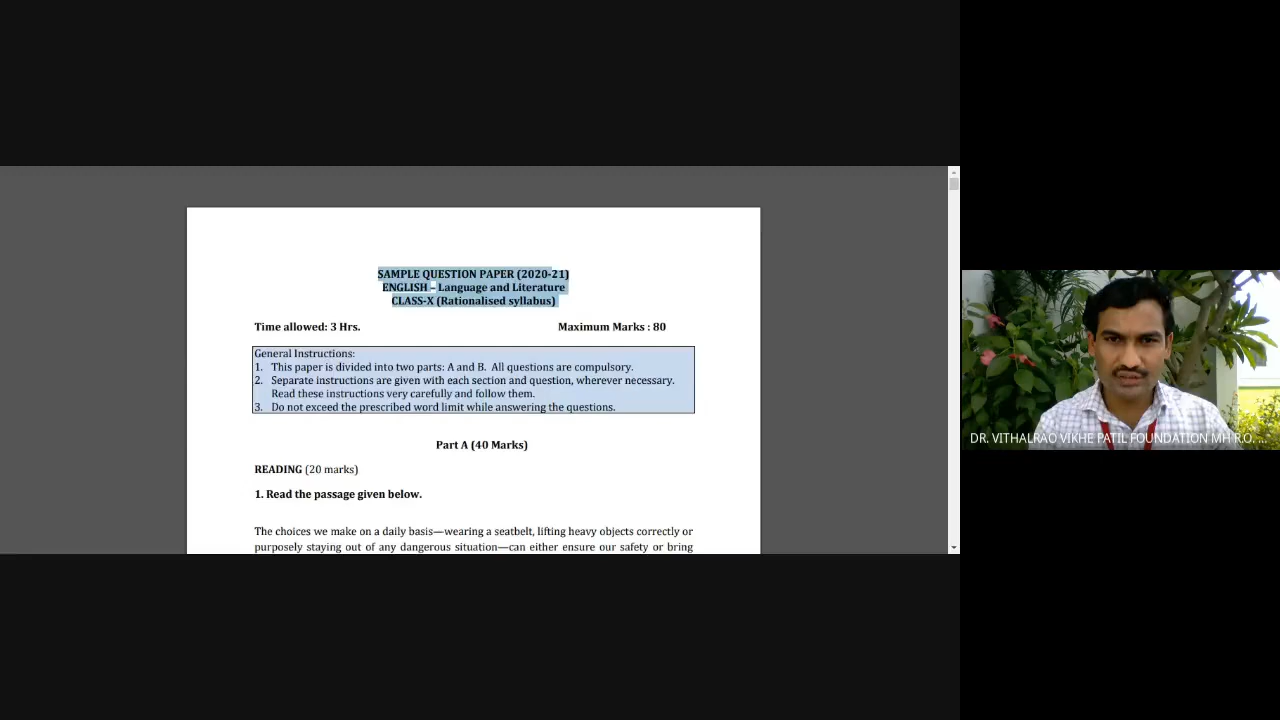 SAMPLE QUESTION PAPER (2020-21)
ENGLISH – Language and Literature
CLASS-X (Rationalised syllabus)
Time allowed: 3 Hrs. Maximum Marks : 80
General Instructions:
1. This paper is divided into two parts: A and B. All questions are compulsory.
2. Separate instructions are given with each section and question, wherever necessary.
Read these instructions very carefully and follow them.
3. Do not exceed the prescribed word limit while answering the questions.
Part A (40 Marks)
READING (20 marks)
1. Read the passage given below.
The choices we make on a daily basis—wearing a seatbelt, lifting heavy objects correctly or
purposely staying out of any dangerous situation—can either ensure our safety or bring
DR. VITHALRAO VIKHE PATIL FOUNDATION MH R.O. ...